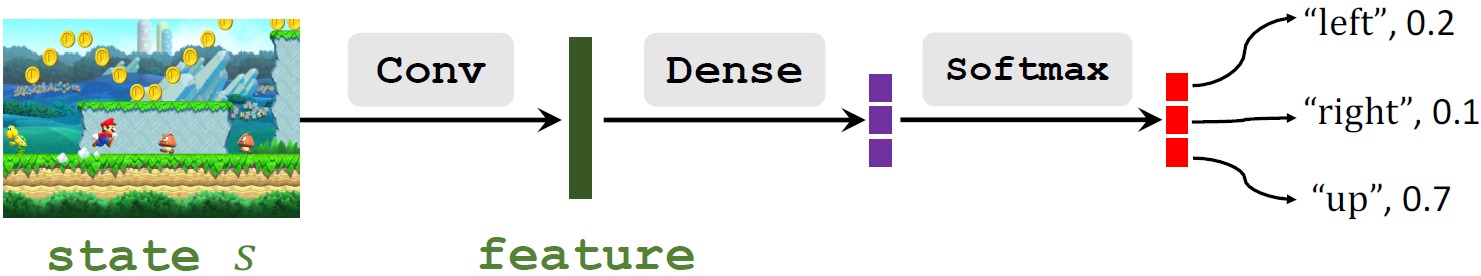 Conv
Dense
Softmax
“left”, 0.2
“right”, 0.1
“up”, 0.7
state s
feature